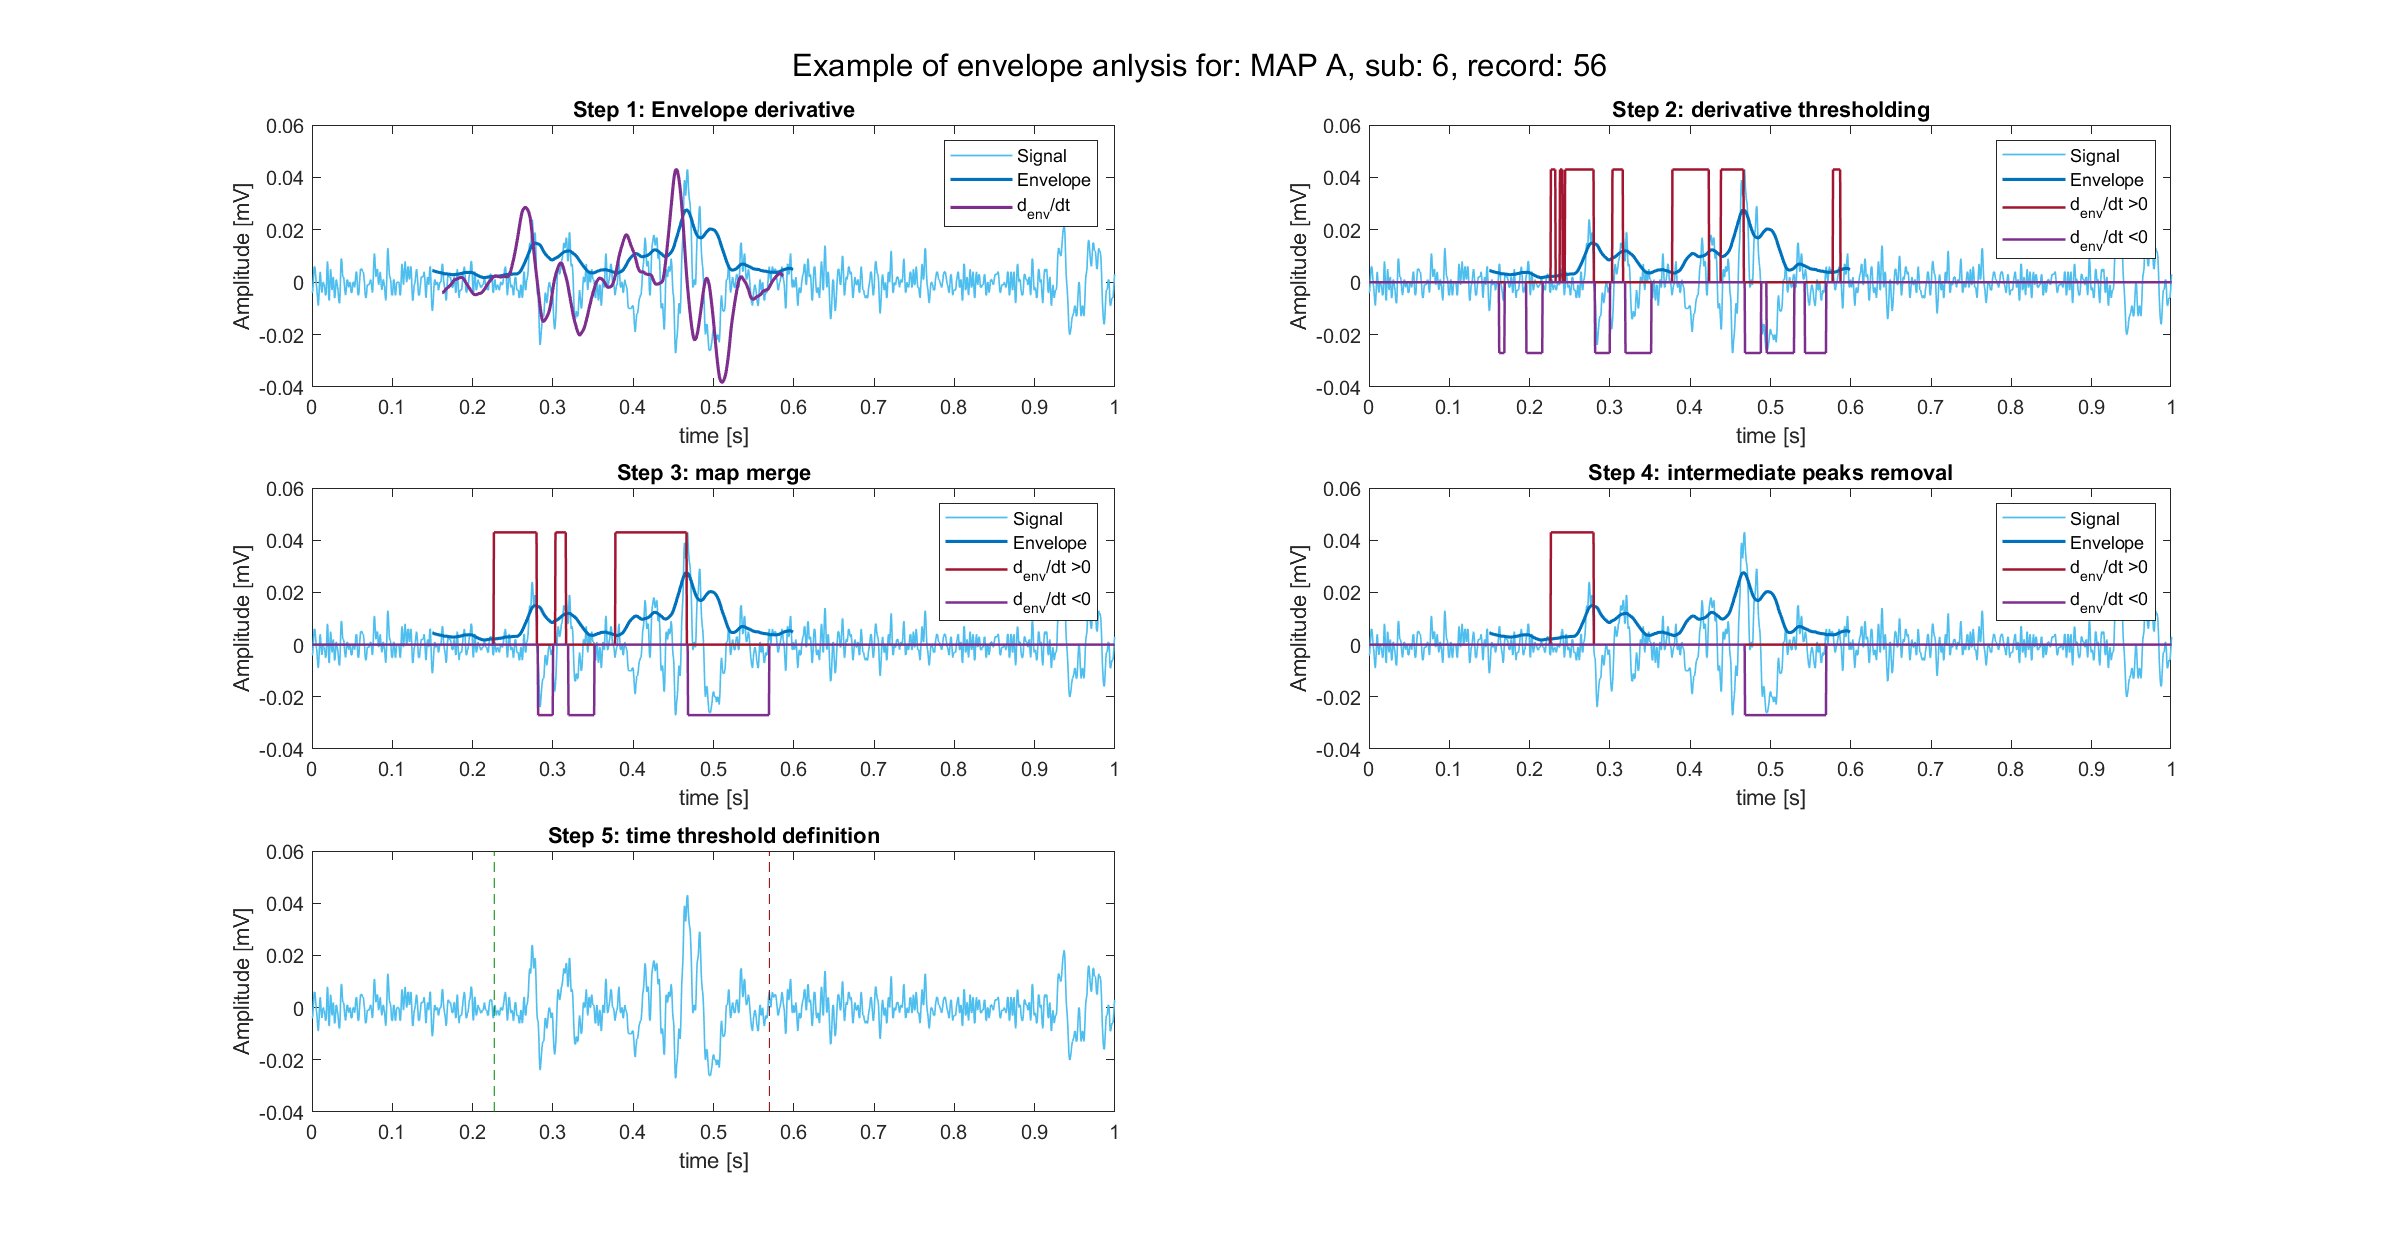 Example of envelope anlysis for: MAP A, sub: 6, record: 56
Step 1: Envelope derivative
0.06
0.04
0.02
0
-0.02
-0.04
Amplitude [mV]
Signal
Envelope
d_env/dt
0 0.1 0.2 0.3 0.4 0.5 0.6 0.7 0.8 0.9 1
time [s]
Step 2: derivative thresholding
0.06
0.04
0.02
0
-0.02
-0.04
Amplitude [mV]
Signal
Envelope
d_env/dt >0
d_env/dt <0
0 0.1 0.2 0.3 0.4 0.5 0.6 0.7 0.8 0.9 1
time [s]
Step 3: map merge
0.06
0.04
0.02
0
-0.02
-0.04
Amplitude [mV]
Signal
Envelope
d_env/dt >0
d_env/dt <0
0 0.1 0.2 0.3 0.4 0.5 0.6 0.7 0.8 0.9 1
time [s]
Step 4: intermediate peaks removal
0.06
0.04
0.02
0
-0.02
-0.04
Amplitude [mV]
Signal
Envelope
d_env/dt >0
d_env/dt <0
0 0.1 0.2 0.3 0.4 0.5 0.6 0.7 0.8 0.9 1
time [s]
Step 5: time threshold definition
0.06
0.04
0.02
0
-0.02
-0.04
Amplitude [mV]
0 0.1 0.2 0.3 0.4 0.5 0.6 0.7 0.8 0.9 1
time [s]